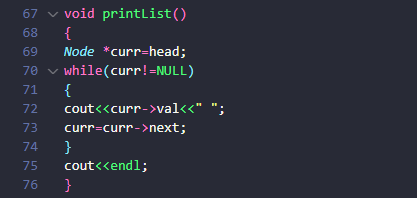 67 void printList()
68 {
69 Node *curr=head;
70 while(curr!=NULL)
71 {
72 cout<<curr->val<<" ";
73 curr=curr->next;
74 }
75 cout<<endl;
76 }